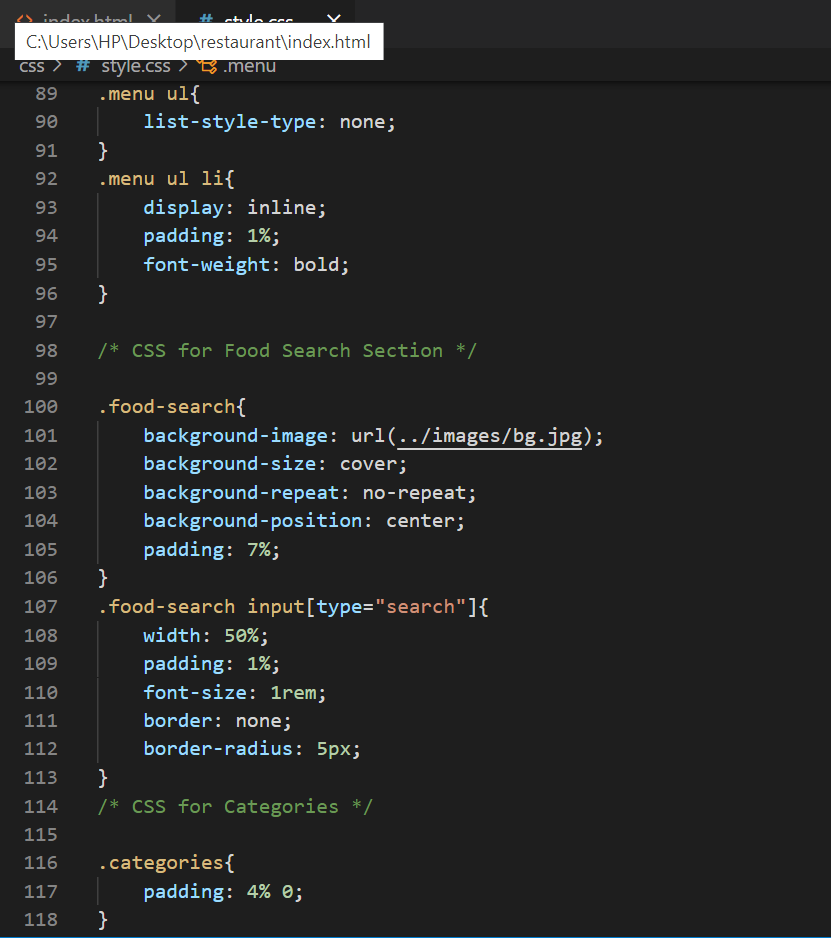 index.html
style.css
C:\Users\HP\Desktop\restaurant\index.html
css > # style.css > .menu
89 .menu ul{
90 list-style-type: none;
91 }
92 .menu ul li{
93 display: inline;
94 padding: 1%;
95 font-weight: bold;
96 }
97
98 /* CSS for Food Search Section */
99
100 .food-search{
101 background-image: url(../images/bg.jpg);
102 background-size: cover;
103 background-repeat: no-repeat;
104 background-position: center;
105 padding: 7%;
106 }
107 .food-search input[type="search"]{
108 width: 50%;
109 padding: 1%;
110 font-size: 1rem;
111 border: none;
112 border-radius: 5px;
113 }
114 /* CSS for Categories */
115
116 .categories{
117 padding: 4% 0;
118 }